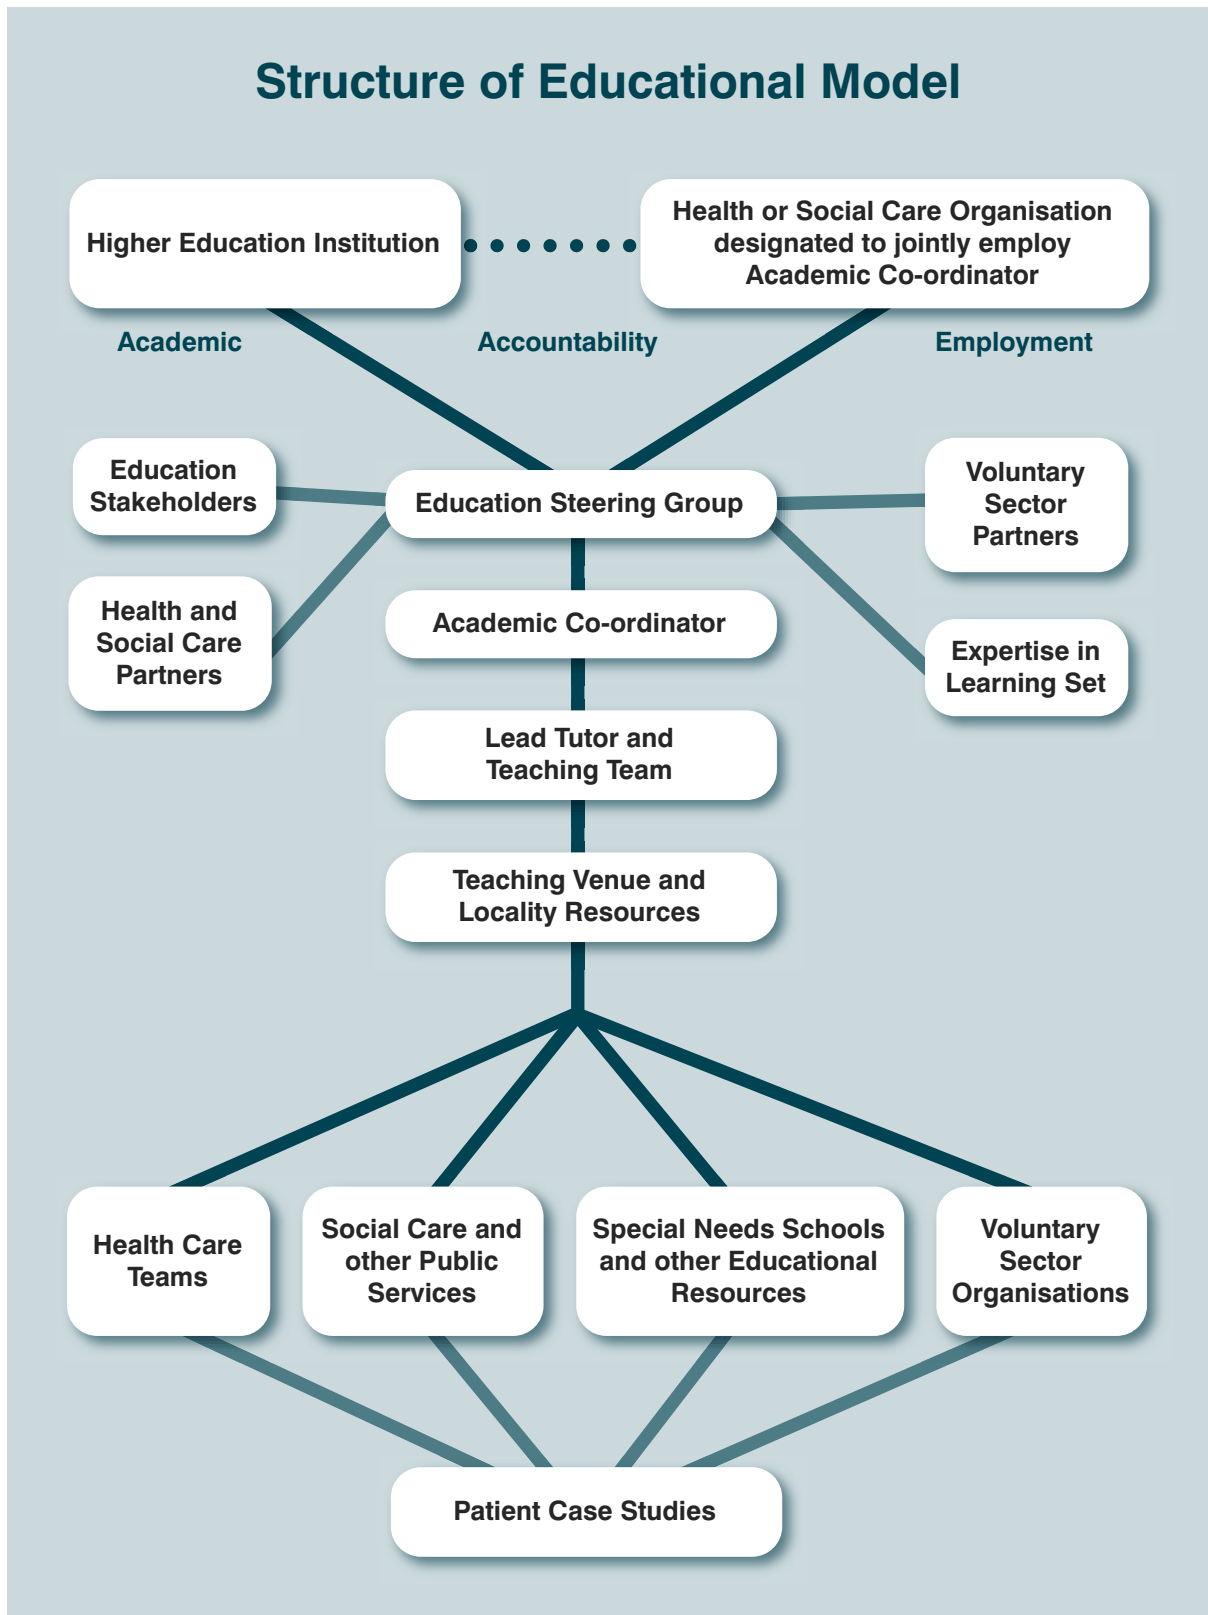 Structure of Educational Model
Higher Education Institution
Health or Social Care Organisation
designated to jointly employ
Academic Co-ordinator
Academic
Accountability
Employment
Education
Stakeholders
Education Steering Group
Voluntary
Sector
Partners
Health and
Social Care
Partners
Academic Co-ordinator
Expertise in
Learning Set
Lead Tutor and
Teaching Team
Teaching Venue and
Locality Resources
Health Care
Teams
Social Care and
other Public
Services
Special Needs Schools
and other Educational
Resources
Voluntary
Sector
Organisations
Patient Case Studies